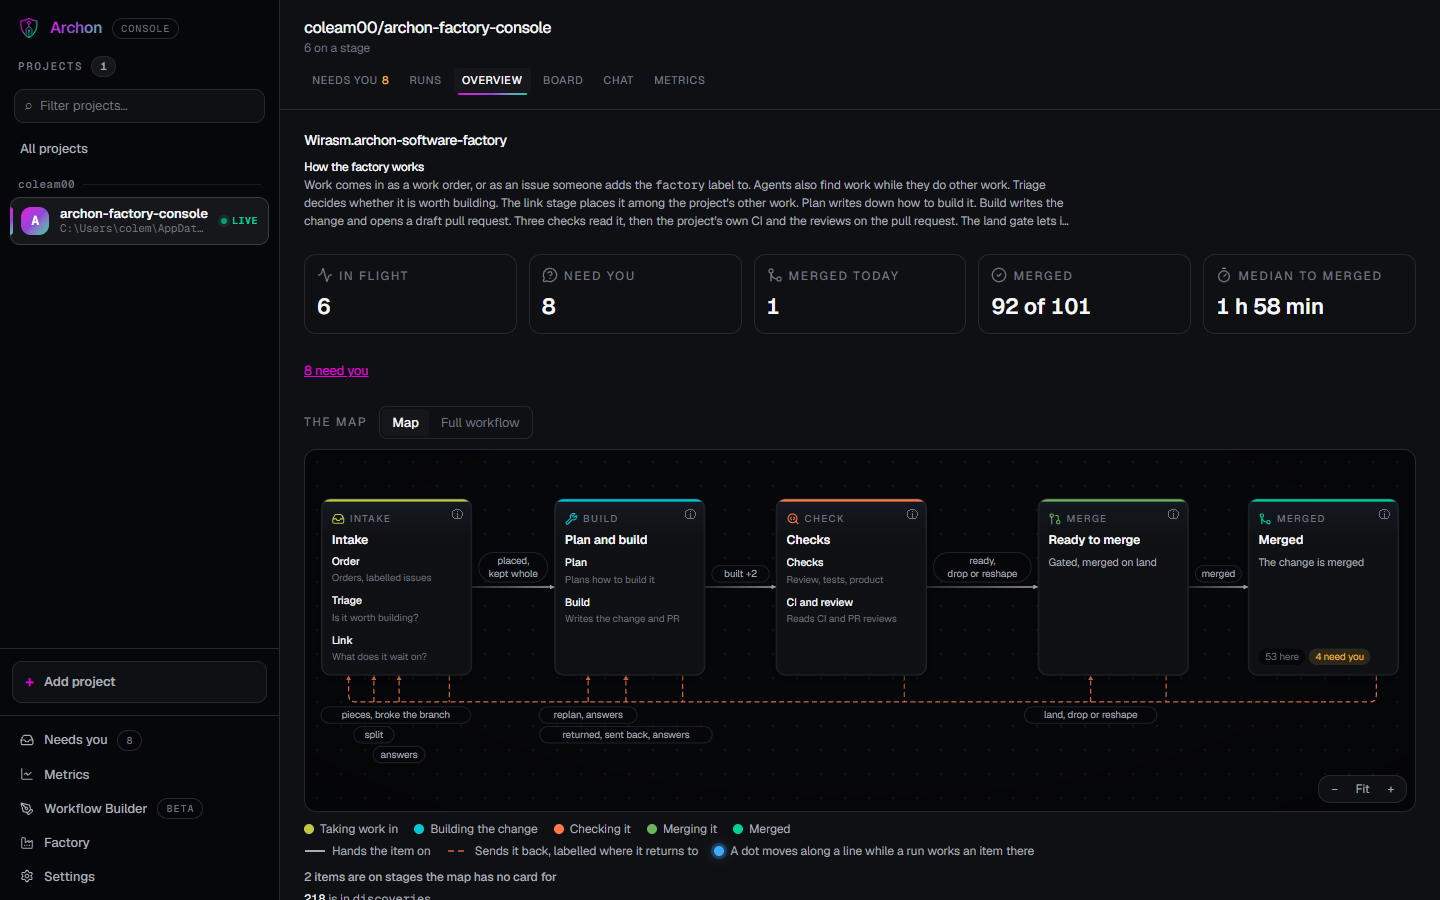 Archon CONSOLE
PROJECTS 1
Filter projects...
All projects
coleam00
A
archon-factory-console
C:\Users\colem\AppDat...
LIVE
Add project
Needs you 8
Metrics
Workflow Builder BETA
Factory
Settings
coleam00/archon-factory-console
6 on a stage
NEEDS YOU 8 RUNS OVERVIEW BOARD CHAT METRICS
Wirasm.archon-software-factory
How the factory works
Work comes in as a work order, or as an issue someone adds the factory label to. Agents also find work while they do other work. Triage
decides whether it is worth building. The link stage places it among the project's other work. Plan writes down how to build it. Build writes the
change and opens a draft pull request. Three checks read it, then the project's own CI and the reviews on the pull request. The land gate lets i...
IN FLIGHT
6
NEED YOU
8
MERGED TODAY
1
MERGED
92 of 101
MEDIAN TO MERGED
1 h 58 min
8 need you
THE MAP Map Full workflow
INTAKE
Intake
Order
Orders, labelled issues
Triage
Is it worth building?
Link
What does it wait on?
placed,
kept whole
BUILD
Plan and build
Plan
Plans how to build it
Build
Writes the change and PR
built +2
CHECK
Checks
Checks
Review, tests, product
CI and review
Reads CI and PR reviews
ready,
drop or reshape
MERGE
Ready to merge
Gated, merged on land
merged
MERGED
Merged
The change is merged
53 here 4 need you
pieces, broke the branch
split
answers
replan, answers
returned, sent back, answers
land, drop or reshape
− Fit +
Taking work in Building the change Checking it Merging it Merged
Hands the item on Sends it back, labelled where it returns to A dot moves along a line while a run works an item there
2 items are on stages the map has no card for
218 is in discoveries